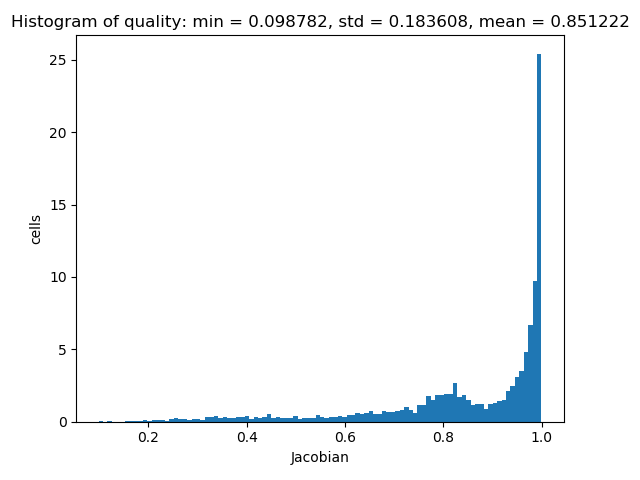 Histogram of quality: min = 0.098782, std = 0.183608, mean = 0.851222
25
20
15
10
5
0
cells
0.2 0.4 0.6 0.8 1.0
Jacobian